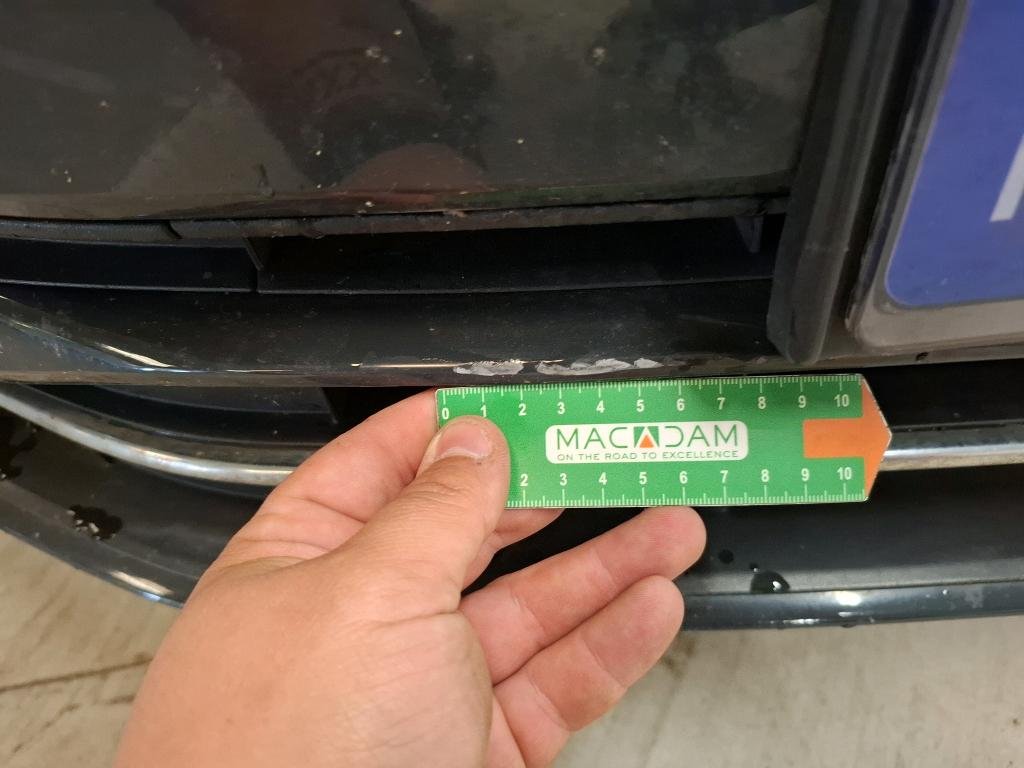 0 1 2 3 4 5 6 7 8 9 10
MACADAM
ON THE ROAD TO EXCELLENCE
2 3 4 5 6 7 8 9 10